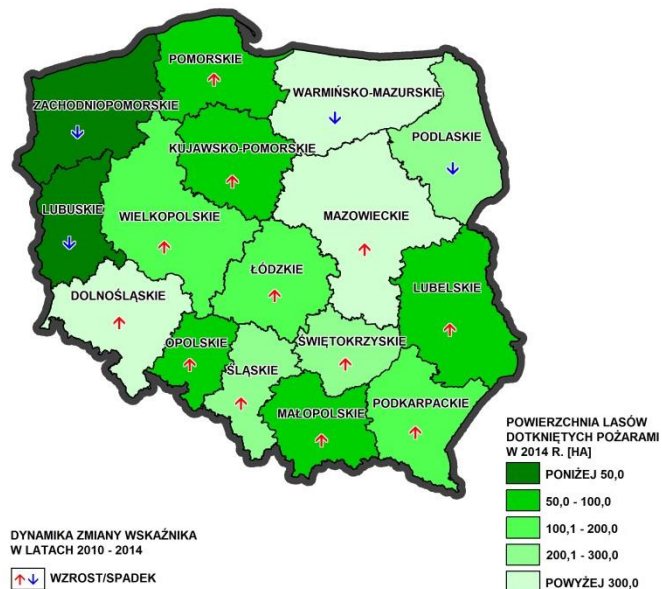 POMORSKIE
WARMIŃSKO-MAZURSKIE
ZACHODNIOPOMORSKIE
PODLASKIE
KUJAWSKO-POMORSKIE
LUBUSKIE
WIELKOPOLSKIE
MAZOWIECKIE
ŁÓDZKIE
LUBELSKIE
DOLNOŚLĄSKIE
OPOLSKIE
ŚWIĘTOKRZYSKIE
ŚLĄSKIE
MAŁOPOLSKIE
PODKARPACKIE
POWIERZCHNIA LASÓW
DOTKNIĘTYCH POŻARAMI
W 2014 R. [HA]
PONIŻEJ 50,0
50,0 - 100,0
100,1 - 200,0
200,1 - 300,0
POWYŻEJ 300,0
DYNAMIKA ZMIANY WSKAŹNIKA
W LATACH 2010 - 2014
WZROST/SPADEK